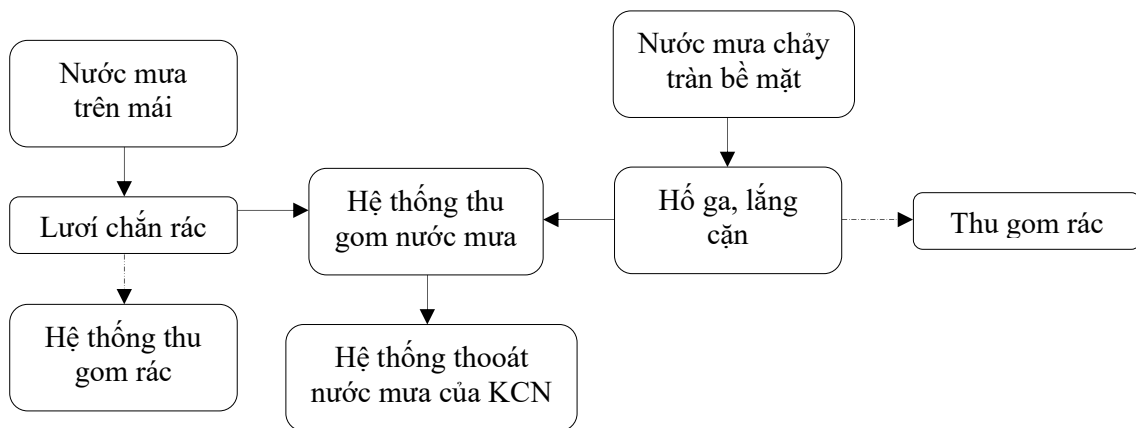 Nước mưa
trên mái
Nước mưa chảy
tràn bề mặt
Lươí chắn rác
Hệ thống thu
gom nước mưa
Hố ga, lắng
cặn
Thu gom rác
Hệ thống thu
gom rác
Hệ thống thooát
nước mưa của KCN